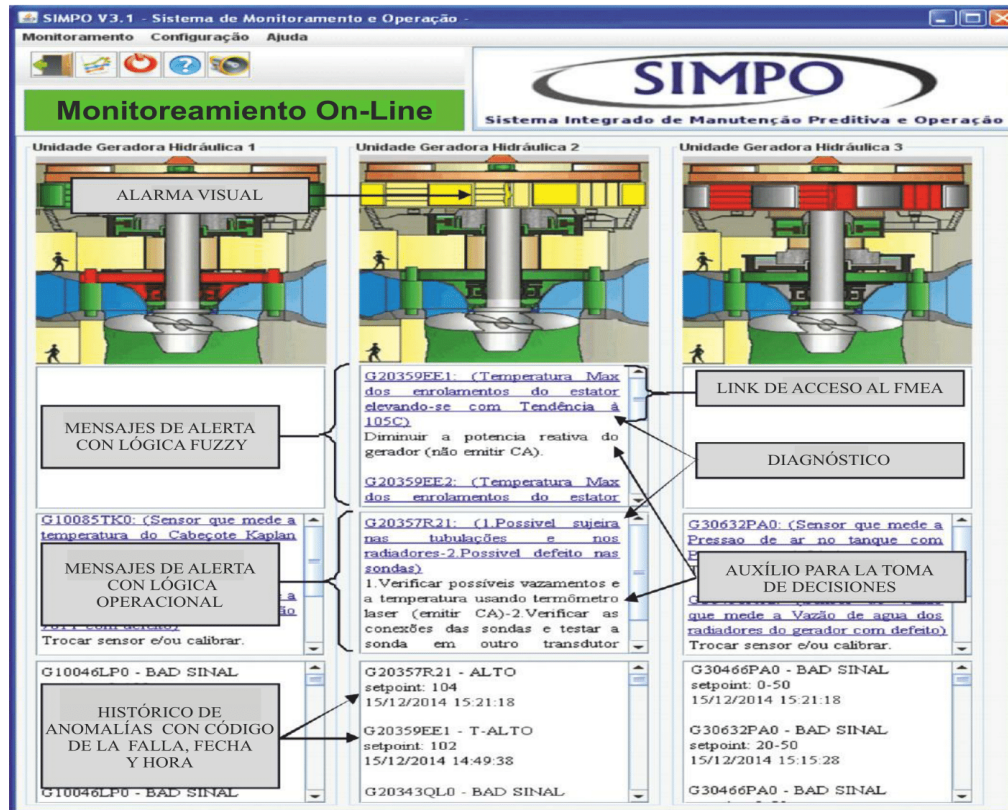 SIMPO V3.1 - Sistema de Monitoramento e Operação -
Monitoramento Configuração Ajuda
Monitoreamiento On-Line
SIMPO
Sistema Integrado de Manutenção Preditiva e Operação
Unidade Geradora Hidráulica 1
Unidade Geradora Hidráulica 2
Unidade Geradora Hidráulica 3
ALARMA VISUAL
MENSAJES DE ALERTA
CON LÓGICA FUZZY
G20359EE1: (Temperatura Max
dos enrolamentos do estator
elevando-se com Tendência à
105C)
Diminuir a potencia reativa do
gerador (não emitir CA).
G20359EE2: (Temperatura Max
dos enrolamentos do estator
LINK DE ACCESO AL FMEA
DIAGNÓSTICO
G10085TK0: (Sensor que mede a
temperatura do Cabeçote Kaplan
MENSAJES DE ALERTA
CON LÓGICA
OPERACIONAL
Trocar sensor e/ou calibrar.
G20357R21: (1.Possivel sujeira
nas tubulações e nos
radiadores-2.Possivel defeito nas
sondas)
1.Verificar possíveis vazamentos e
a temperatura usando termômetro
laser (emitir CA)-2.Verificar as
conexões das sondas e testar a
sonda em outro transdutor
G30632PA0: (Sensor que mede a
Pressao de ar no tanque com
AUXÍLIO PARA LA TOMA
DE DECISIONES
que mede a Vazão de agua dos
radiadores do gerador com defeito)
Trocar sensor e/ou calibrar.
G10046LP0 - BAD SINAL
HISTÓRICO DE
ANOMALÍAS CON CÓDIGO
DE LA FALLA, FECHA
Y HORA
G10046LP0 - BAD SINAL
G20357R21 - ALTO
setpoint: 104
15/12/2014 15:21:18
G20359EE1 - T-ALTO
setpoint: 102
15/12/2014 14:49:38
G20343QL0 - BAD SINAL
G30466PA0 - BAD SINAL
setpoint: 0-50
15/12/2014 15:21:18
G30632PA0 - BAD SINAL
setpoint: 20-50
15/12/2014 15:15:28
G30466PA0 - BAD SINAL